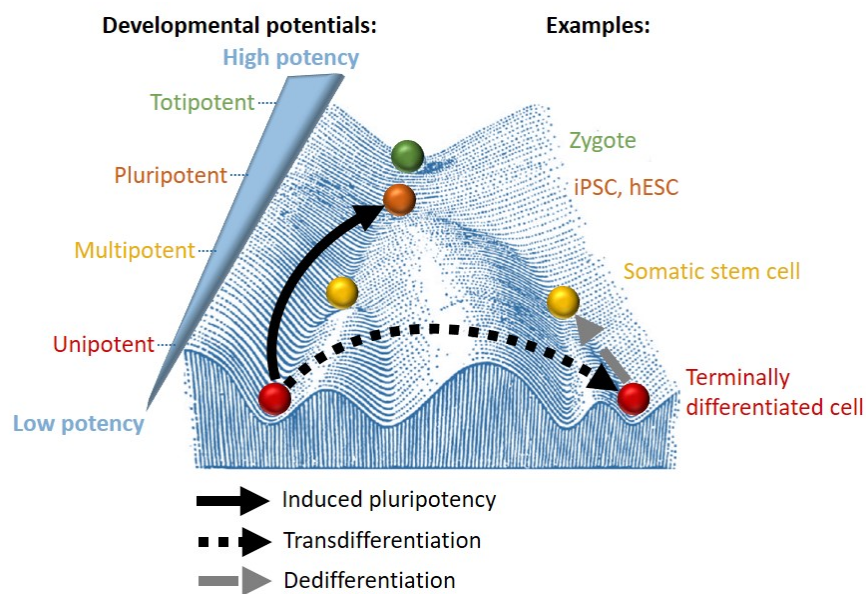 Developmental potentials:
Examples:
High potency
Totipotent
Zygote
Pluripotent
iPSC, hESC
Multipotent
Somatic stem cell
Unipotent
Terminally
differentiated cell
Low potency
Induced pluripotency
Transdifferentiation
Dedifferentiation